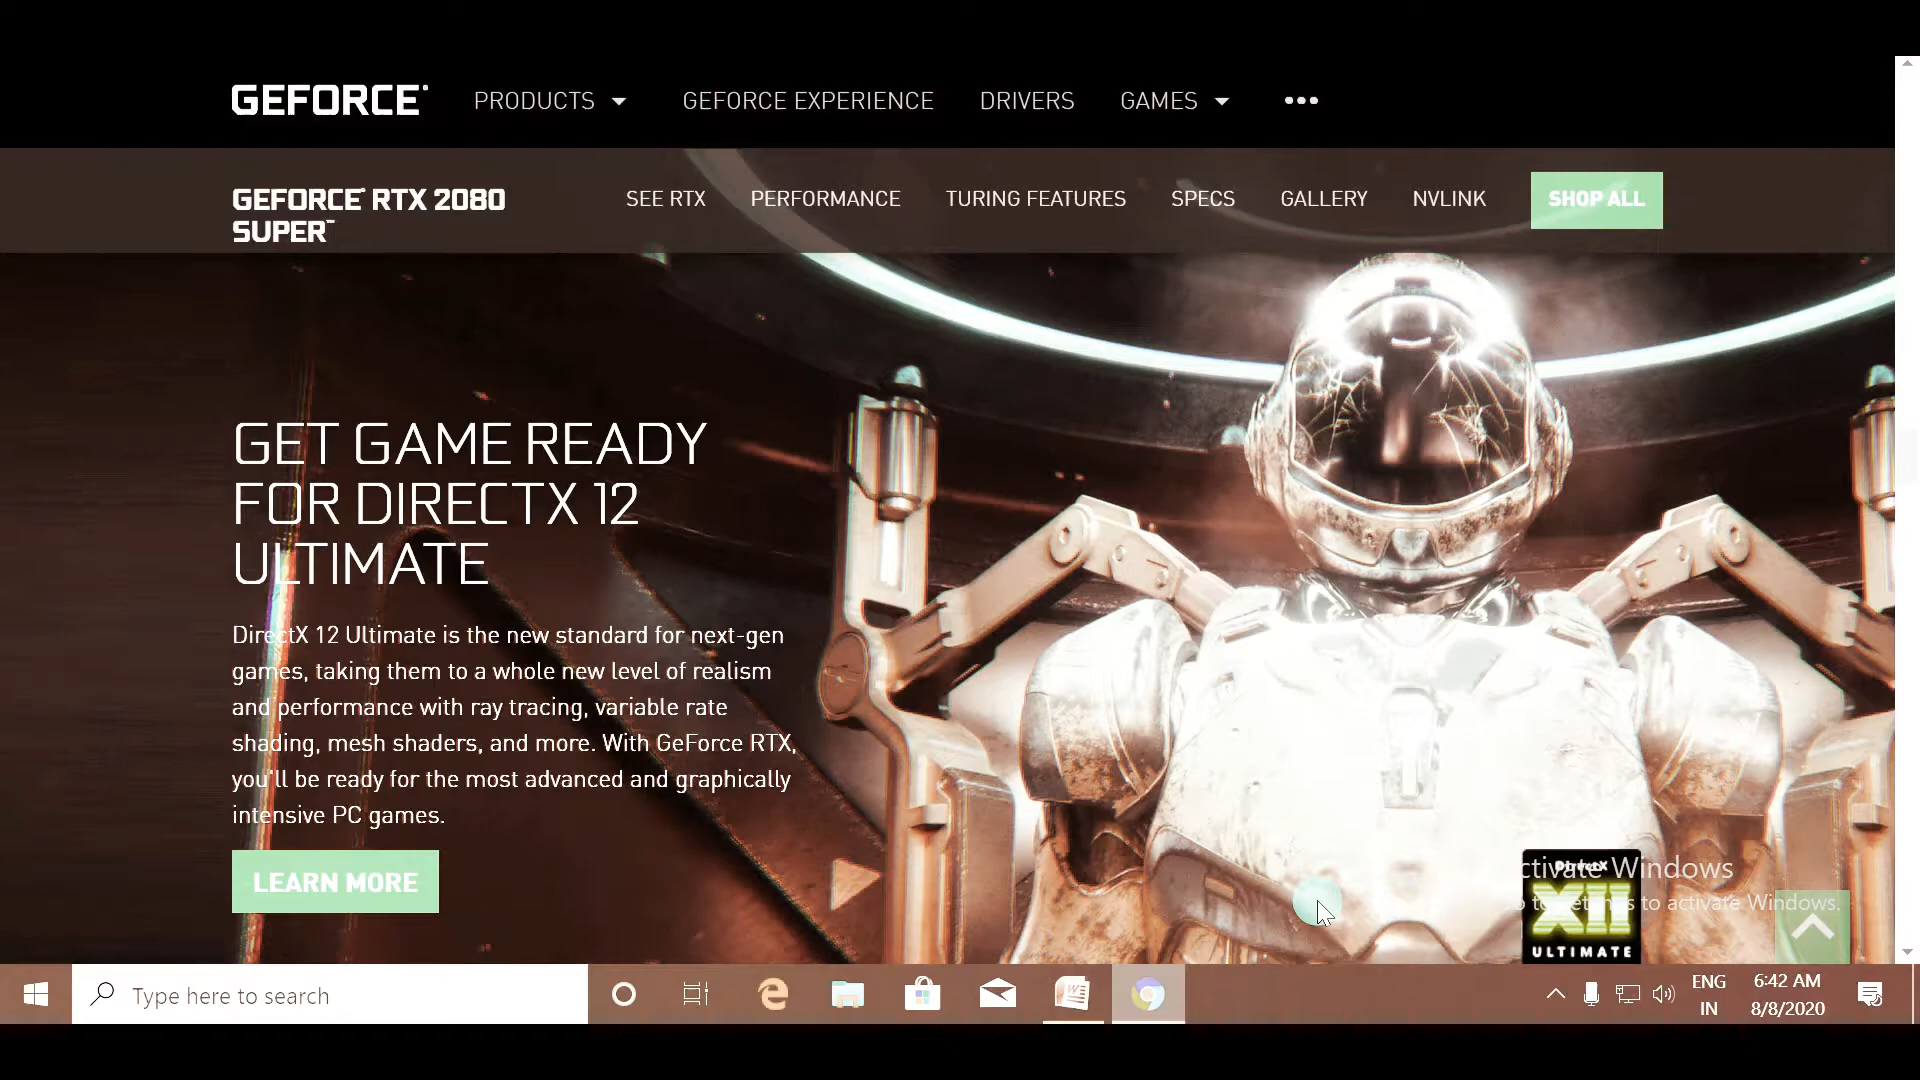 GEFORCE
PRODUCTS
GEFORCE EXPERIENCE
DRIVERS
GAMES
GEFORCE® RTX 2080
SUPER™
SEE RTX
PERFORMANCE
TURING FEATURES
SPECS
GALLERY
NVLINK
SHOP ALL
GET GAME READY
FOR DIRECTX 12
ULTIMATE
DirectX 12 Ultimate is the new standard for next-gen
games, taking them to a whole new level of realism
and performance with ray tracing, variable rate
shading, mesh shaders, and more. With GeForce RTX,
you'll be ready for the most advanced and graphically
intensive PC games.
LEARN MORE
DirectX
XII
ULTIMATE
Windows
to activate Windows.
Type here to search
ENG
IN
6:42 AM
8/8/2020